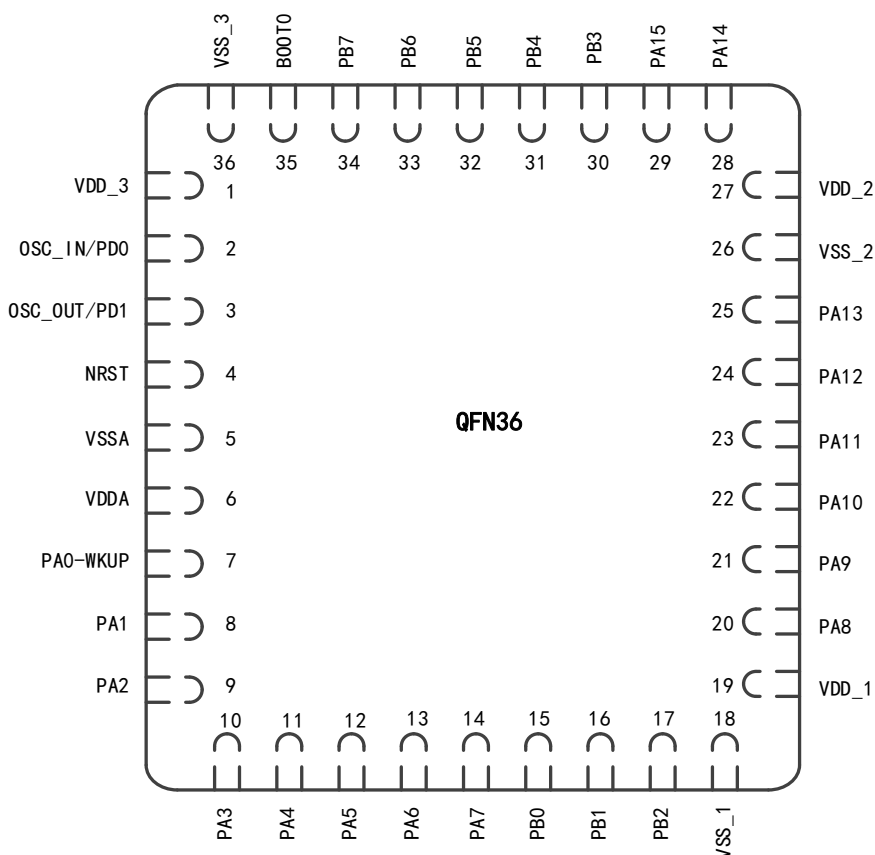 VSS_3
BOOT0
PB7
PB6
PB5
PB4
PB3
PA15
PA14
36
35
34
33
32
31
30
29
28
VDD_3
1
27
VDD_2
OSC_IN/PD0
2
26
VSS_2
OSC_OUT/PD1
3
25
PA13
NRST
4
24
PA12
QFN36
VSSA
5
23
PA11
VDDA
6
22
PA10
PA0-WKUP
7
21
PA9
PA1
8
20
PA8
PA2
9
19
VDD_1
10
11
12
13
14
15
16
17
18
PA3
PA4
PA5
PA6
PA7
PB0
PB1
PB2
VSS_1